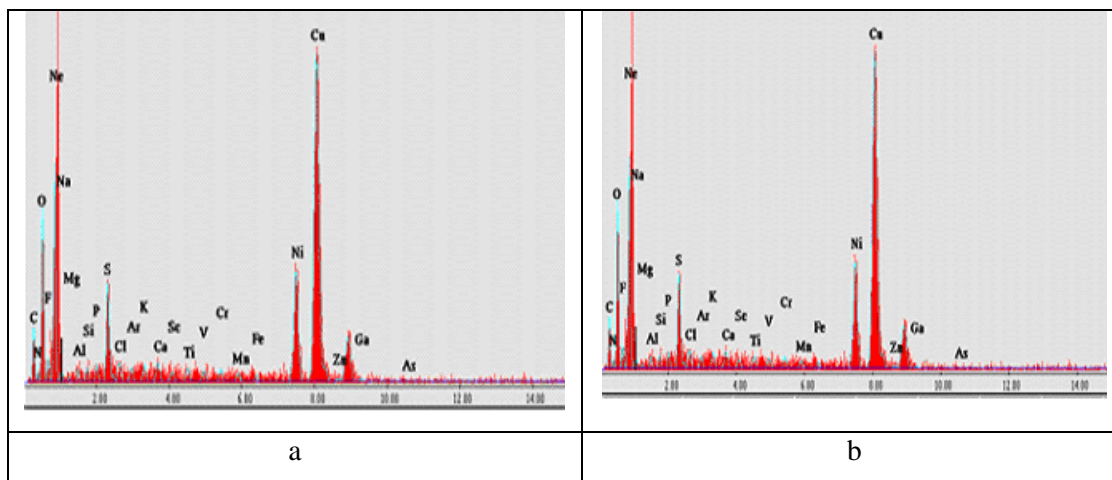 Cu
Ne
Na
O
Ni
Mg
S
F
K
P
Cr
C
Ar
Sc
Si
V
Fe
Ga
N
Al
Cl
Ca
Ti
Mn
Zn
As
2.00 4.00 6.00 8.00 10.00 12.00 14.00
a
Cu
Ne
Na
O
Ni
Mg
S
F
K
P
Cr
C
Ar
Sc
Si
V
Fe
Ga
N
Al
Cl
Ca
Ti
Mn
Zn
As
2.00 4.00 6.00 8.00 10.00 12.00 14.00
b